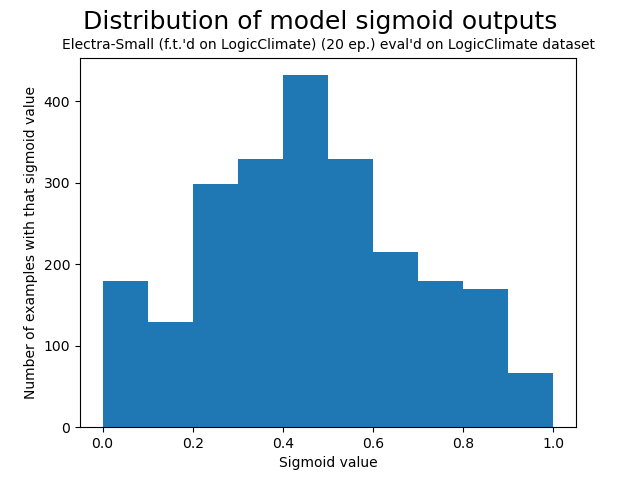 Distribution of model sigmoid outputs
Electra-Small (f.t.'d on LogicClimate) (20 ep.) eval'd on LogicClimate dataset
Number of examples with that sigmoid value
400
300
200
100
0
0.0 0.2 0.4 0.6 0.8 1.0
Sigmoid value